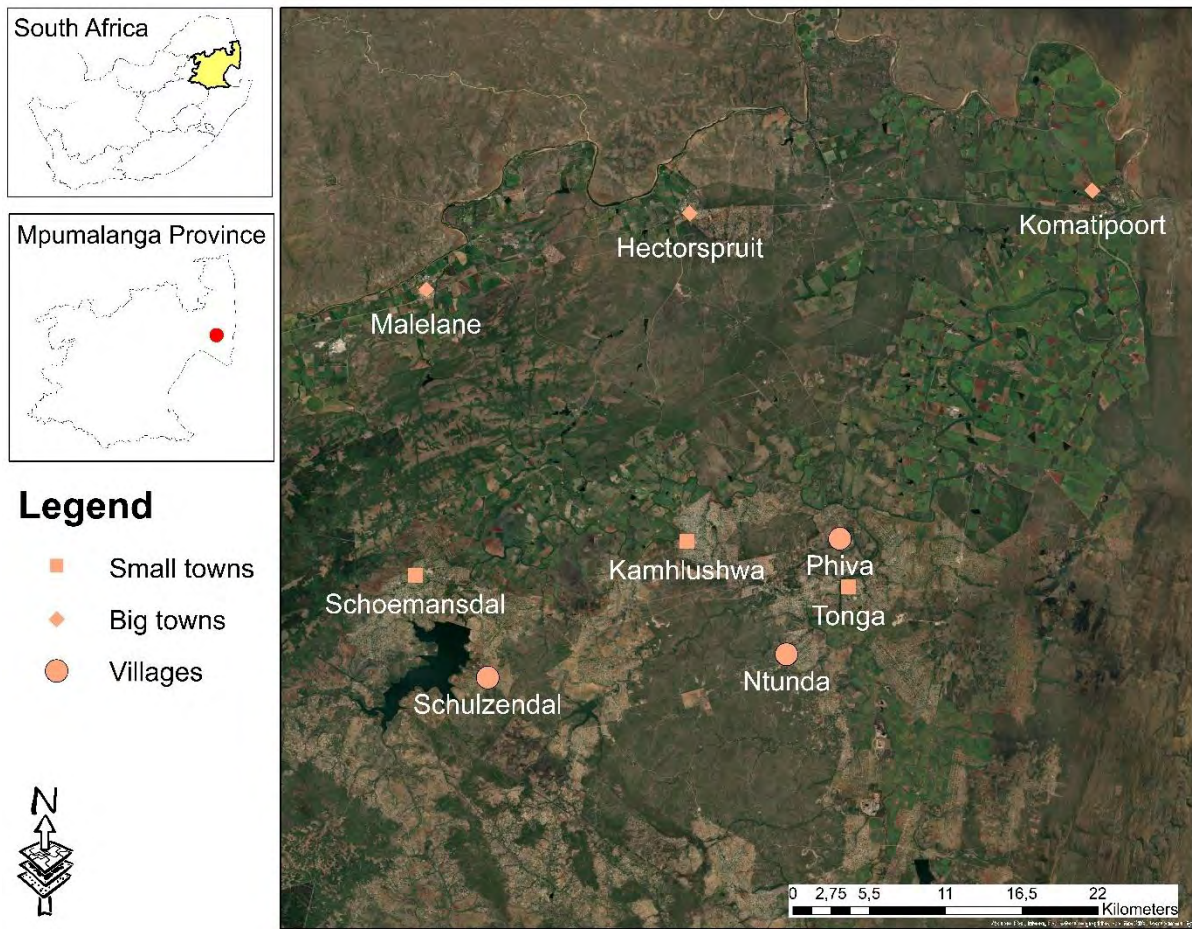 South Africa
Mpumalanga Province
Legend
Small towns
Big towns
Villages
N
Komatipoort
Hectorspruit
Malelane
Kamhlushwa
Phiva
Schoemansdal
Tonga
Ntunda
Schulzendal
0 2,75 5,5 11 16,5 22
Kilometers